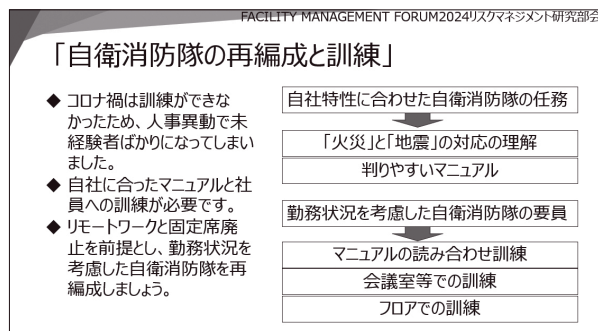 FACILITY MANAGEMENT FORUM2024リスクマネジメント研究部会
「自衛消防隊の再編成と訓練」
◆ コロナ禍は訓練ができな
かったため、人事異動で未
経験者ばかりになってしまい
ました。
◆ 自社に合ったマニュアルと社
員への訓練が必要です。
◆ リモートワークと固定席廃
止を前提とし、勤務状況を
考慮した自衛消防隊を再
編成しましょう。
自社特性に合わせた自衛消防隊の任務
「火災」と「地震」の対応の理解
判りやすいマニュアル
勤務状況を考慮した自衛消防隊の要員
マニュアルの読み合わせ訓練
会議室等での訓練
フロアでの訓練